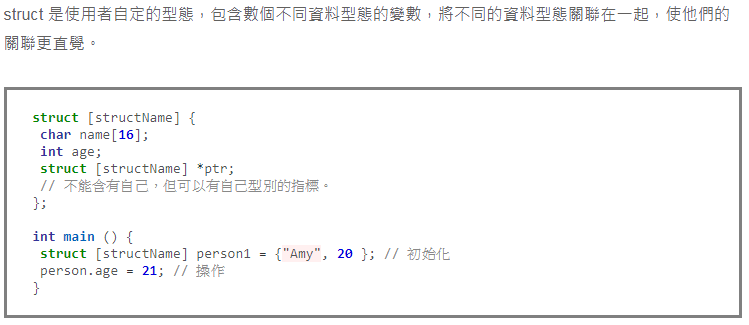 struct 是使用者自定的型態，包含數個不同資料型態的變數，將不同的資料型態關聯在一起，使他們的
關聯更直覺。
struct [structName] {
char name[16];
int age;
struct [structName] *ptr;
// 不能含有自己，但可以有自己型別的指標。
};
int main () {
struct [structName] person1 = {"Amy", 20 }; // 初始化
person.age = 21; // 操作
}